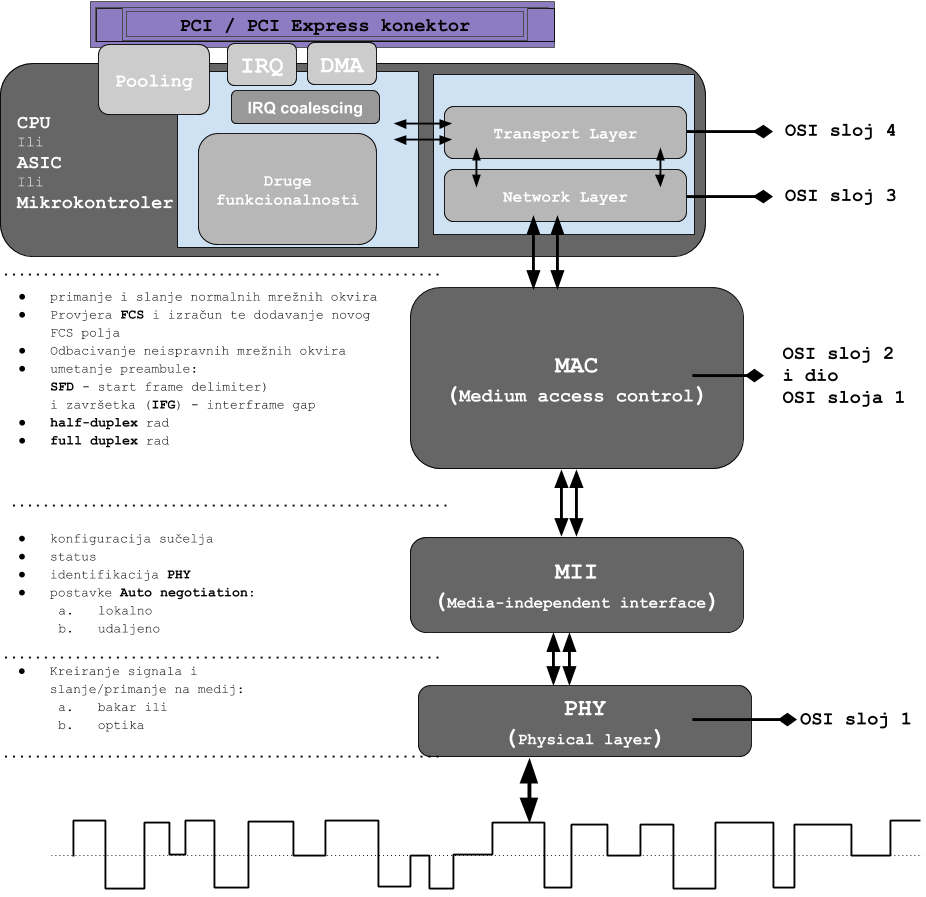 PCI / PCI Express konektor
Pooling
IRQ
DMA
IRQ coalescing
CPU
Ili
ASIC
Ili
Mikrokontroler
Druge
funkcionalnosti
Transport Layer
OSI sloj 4
Network Layer
OSI sloj 3
● primanje i slanje normalnih mrežnih okvira
● Provjera FCS i izračun te dodavanje novog
FCS polja
● Odbacivanje neispravnih mrežnih okvira
● umetanje preambule:
SFD - start frame delimiter)
i završetka (IFG) - interframe gap
● half-duplex rad
● full duplex rad
MAC
(Medium access control)
OSI sloj 2
i dio
OSI sloja 1
● konfiguracija sučelja
● status
● identifikacija PHY
● postavke Auto negotiation:
a. lokalno
b. udaljeno
MII
(Media-independent interface)
● Kreiranje signala i
slanje/primanje na medij:
a. bakar ili
b. optika
PHY
(Physical layer)
OSI sloj 1